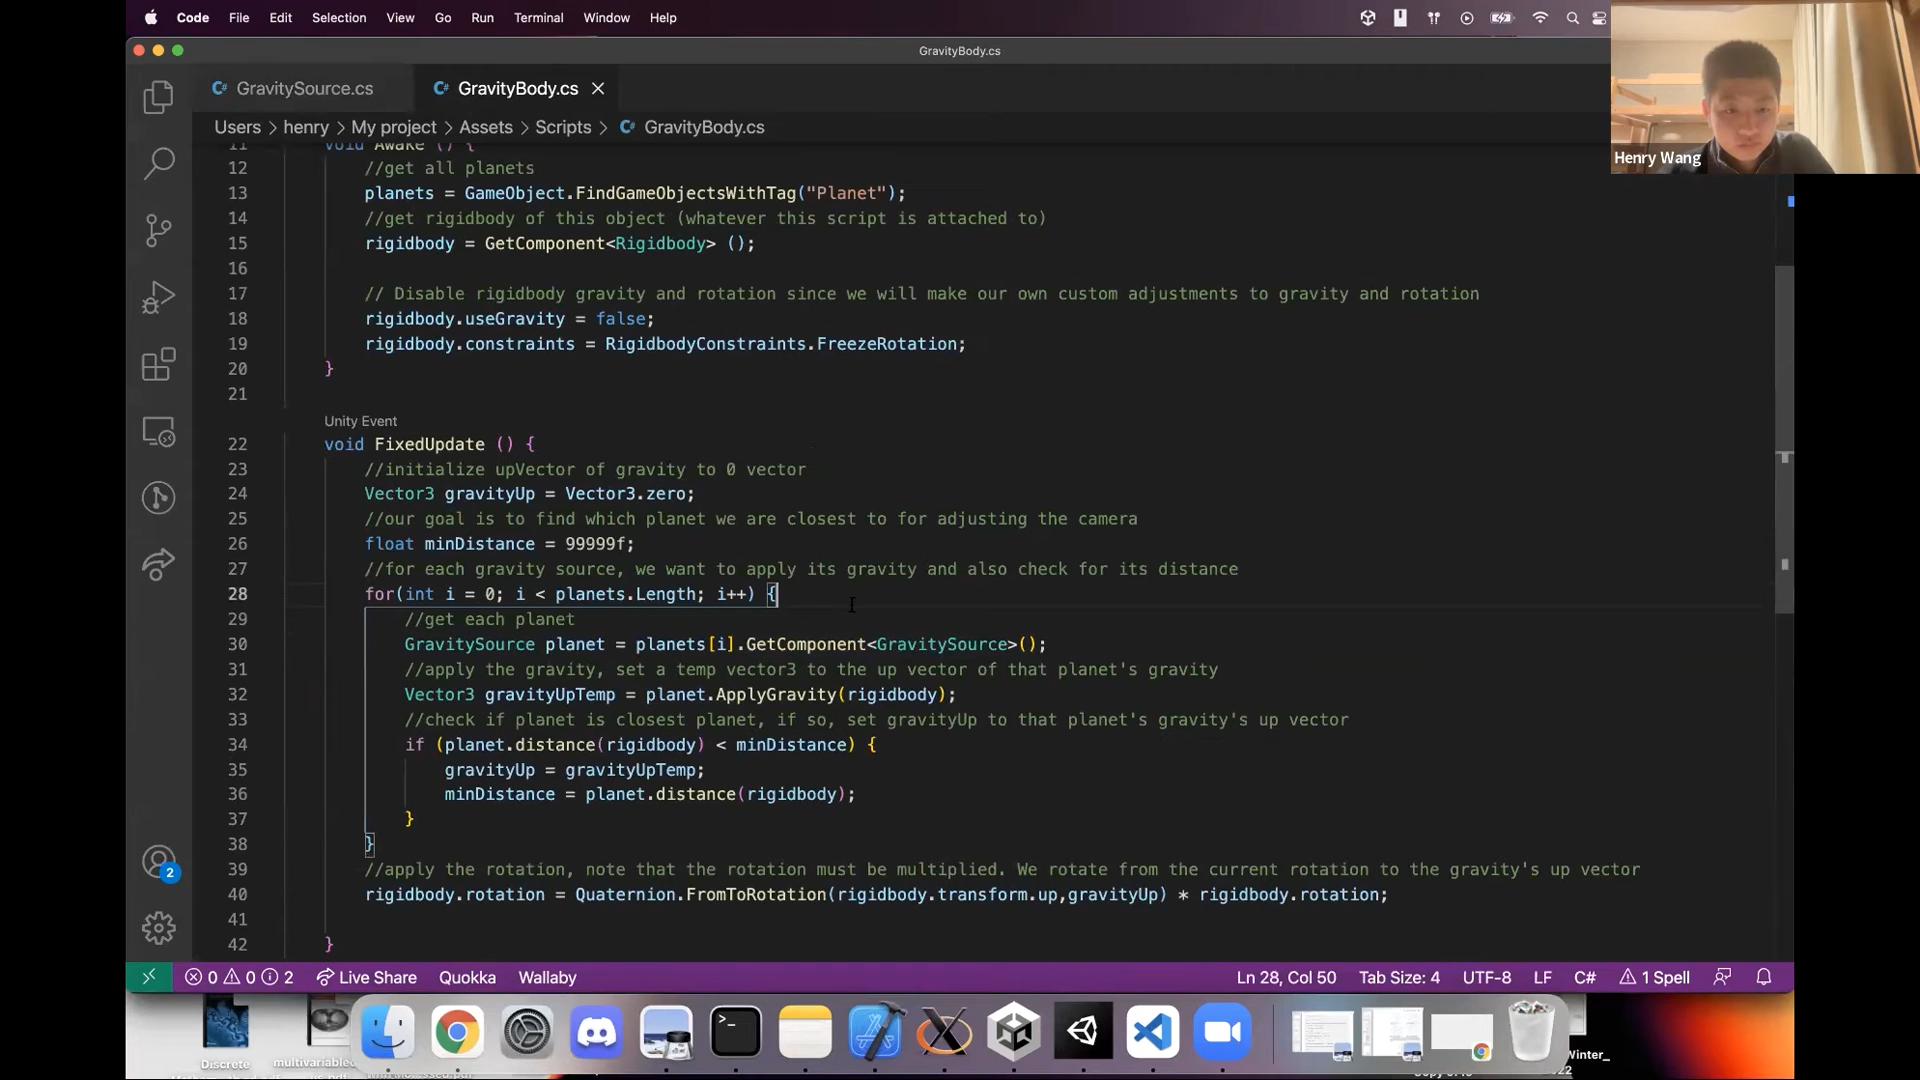 Code File Edit Selection View Go Run Terminal Window Help
GravityBody.cs
GravitySource.cs GravityBody.cs
Users > henry > My project > Assets > Scripts > GravityBody.cs
Henry Wang
11 void Awake () {
12 //get all planets
13 planets = GameObject.FindGameObjectsWithTag("Planet");
14 //get rigidbody of this object (whatever this script is attached to)
15 rigidbody = GetComponent<Rigidbody> ();
16
17 // Disable rigidbody gravity and rotation since we will make our own custom adjustments to gravity and rotation
18 rigidbody.useGravity = false;
19 rigidbody.constraints = RigidbodyConstraints.FreezeRotation;
20 }
21
Unity Event
22 void FixedUpdate () {
23 //initialize upVector of gravity to 0 vector
24 Vector3 gravityUp = Vector3.zero;
25 //our goal is to find which planet we are closest to for adjusting the camera
26 float minDistance = 99999f;
27 //for each gravity source, we want to apply its gravity and also check for its distance
28 for(int i = 0; i < planets.Length; i++) {
29 //get each planet
30 GravitySource planet = planets[i].GetComponent<GravitySource>();
31 //apply the gravity, set a temp vector3 to the up vector of that planet's gravity
32 Vector3 gravityUpTemp = planet.ApplyGravity(rigidbody);
33 //check if planet is closest planet, if so, set gravityUp to that planet's gravity's up vector
34 if (planet.distance(rigidbody) < minDistance) {
35 gravityUp = gravityUpTemp;
36 minDistance = planet.distance(rigidbody);
37 }
38 }
39 //apply the rotation, note that the rotation must be multiplied. We rotate from the current rotation to the gravity's up vector
40 rigidbody.rotation = Quaternion.FromToRotation(rigidbody.transform.up,gravityUp) * rigidbody.rotation;
41
42 }
2
0 0 2 Live Share Quokka Wallaby Ln 28, Col 50 Tab Size: 4 UTF-8 LF C# 1 Spell
Discrete multivariable Winter_